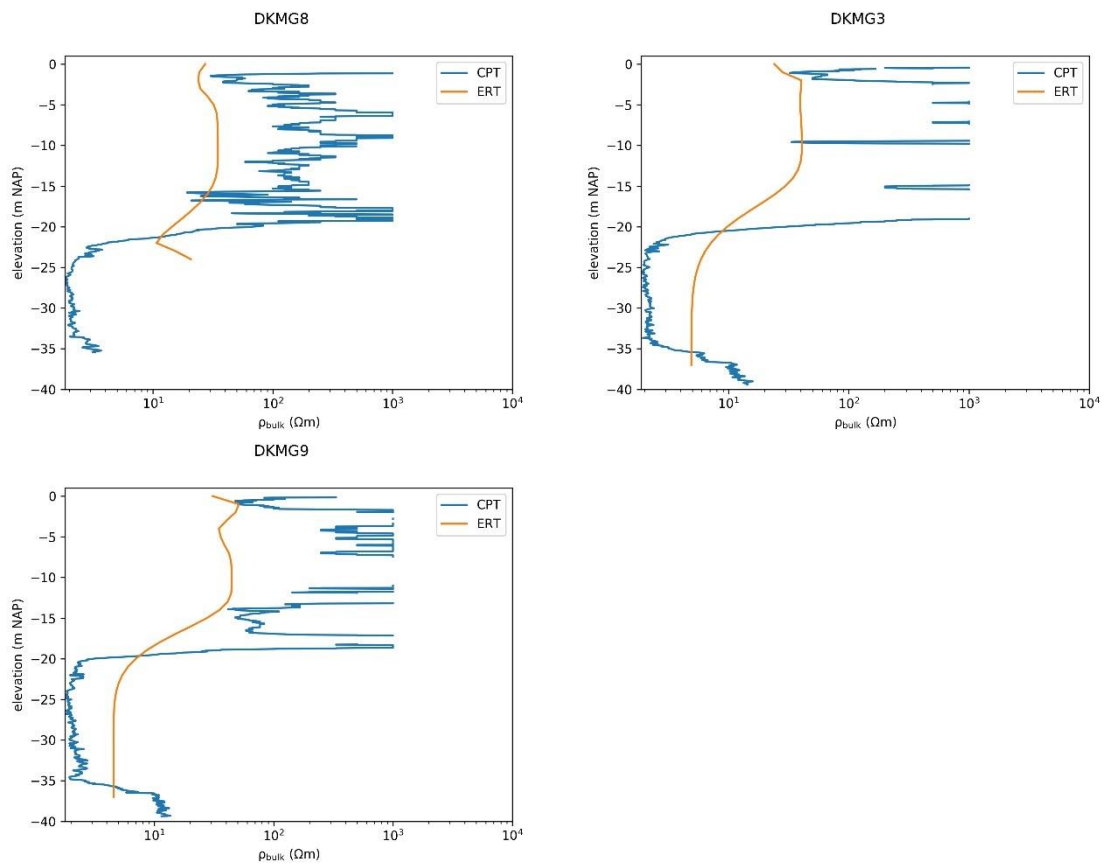 DKMG8
0
−5
−10
−15
−20
−25
−30
−35
−40
elevation (m NAP)
CPT
ERT
10¹
10²
10³
10⁴
ρbulk (Ωm)
DKMG3
0
−5
−10
−15
−20
−25
−30
−35
−40
elevation (m NAP)
CPT
ERT
10¹
10²
10³
10⁴
ρbulk (Ωm)
DKMG9
0
−5
−10
−15
−20
−25
−30
−35
−40
elevation (m NAP)
CPT
ERT
10¹
10²
10³
10⁴
ρbulk (Ωm)